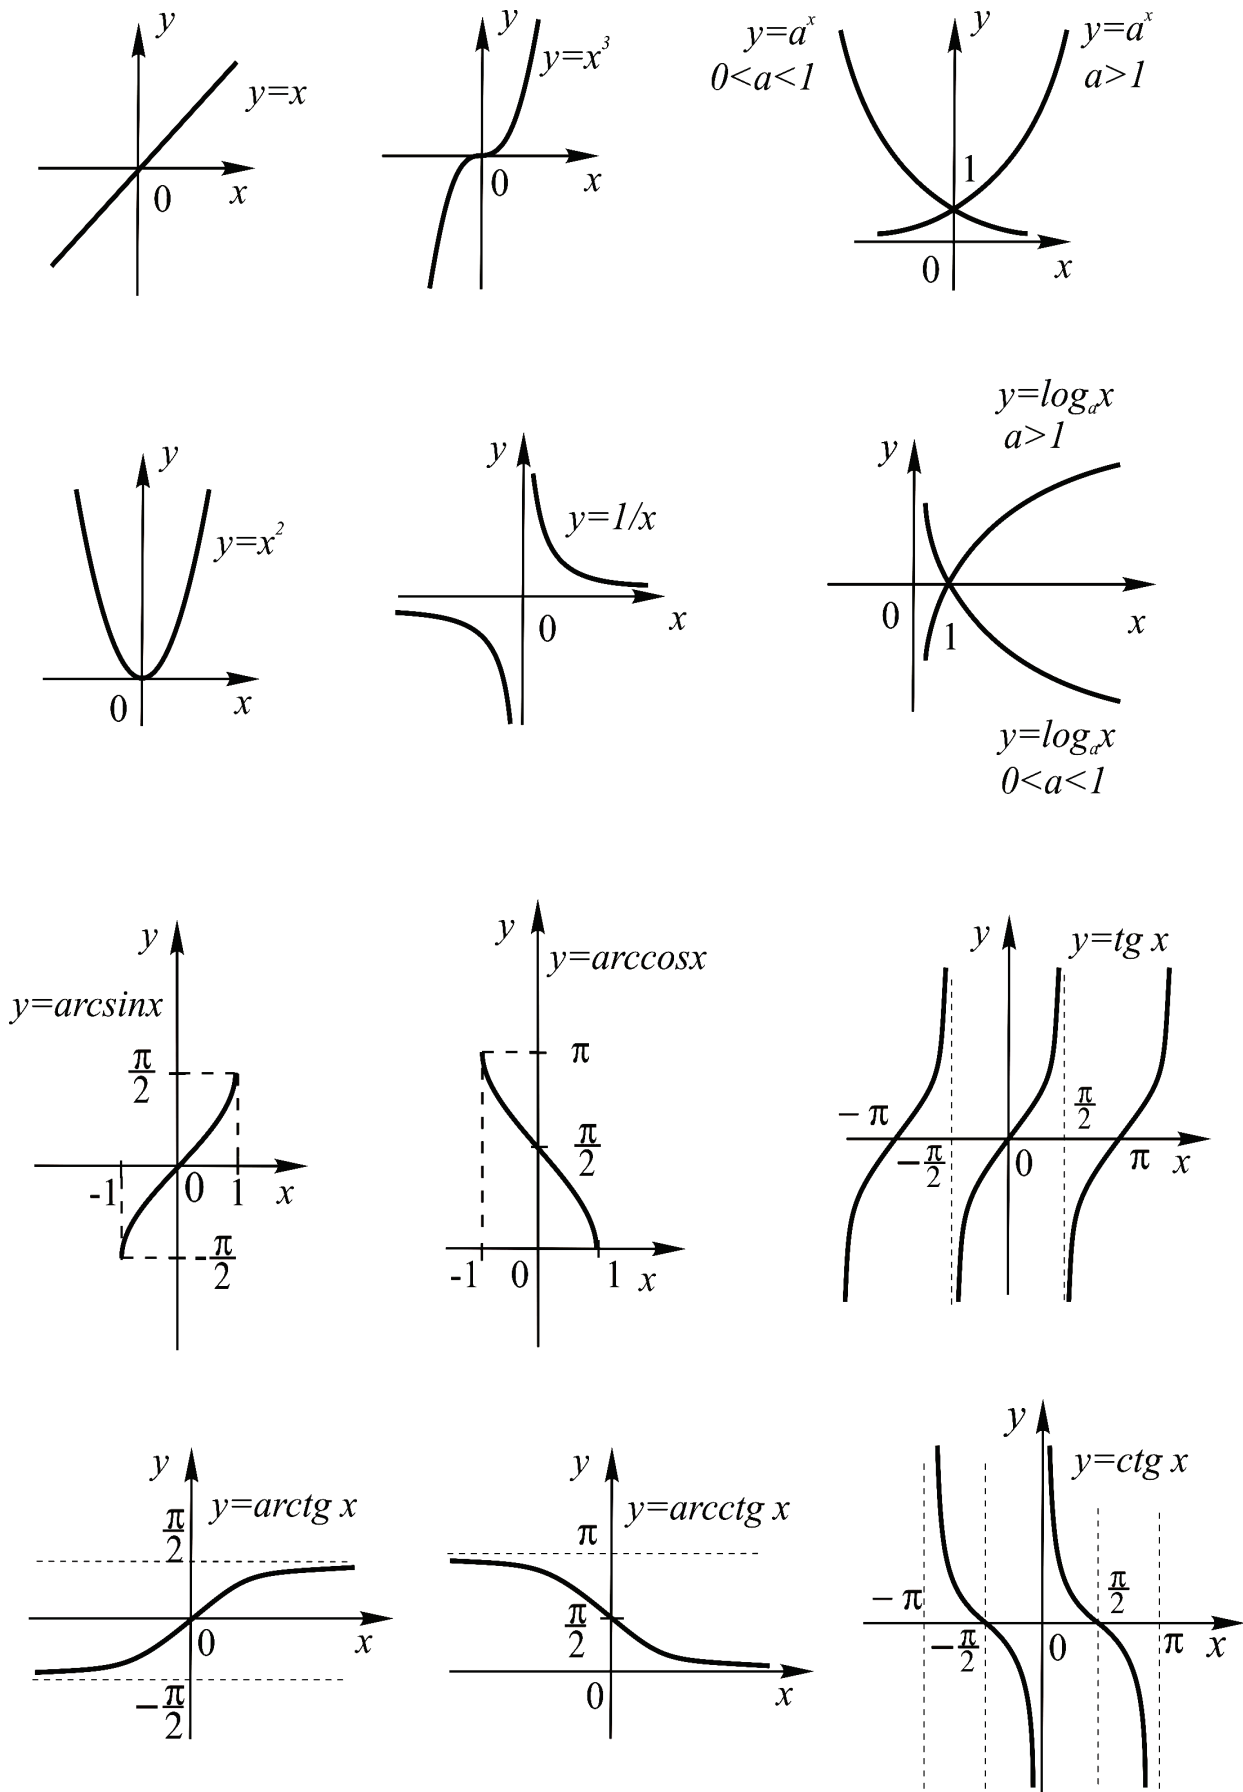 y
y=x
0
x
y
y=x³
0
x
y=aˣ
0<a<1
y
y=aˣ
a>1
1
0
x
y
y=x²
0
x
y
y=1/x
0
x
y=logₐx
a>1
y
0
1
x
y=logₐx
0<a<1
y
y=arcsinx
π/2
-1
0
1
x
-π/2
y
y=arccosx
π
π/2
-1
0
1
x
y
y=tg x
-π
π/2
-π/2
0
π
x
y
y=arctg x
π/2
0
x
-π/2
y
y=arcctg x
π
π/2
0
x
y
y=ctg x
-π
π/2
-π/2
0
π
x